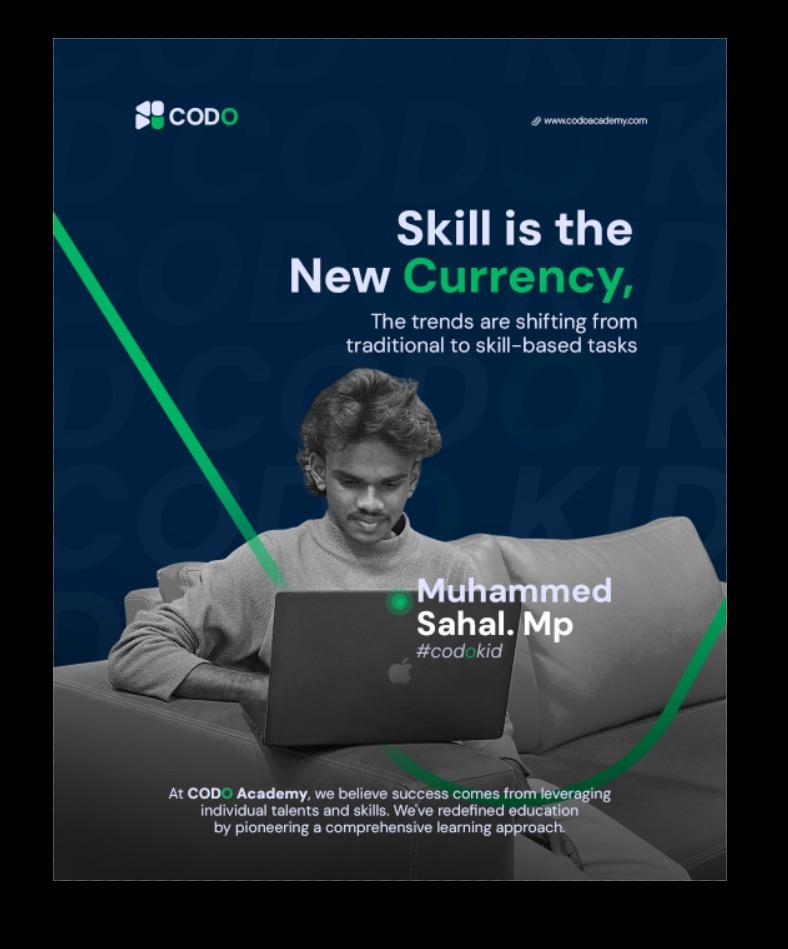 CODO
www.codoacademy.com
Skill is the
New Currency,
The trends are shifting from
traditional to skill-based tasks
Muhammed
Sahal. Mp
#codokid
At CODO Academy, we believe success comes from leveraging
individual talents and skills. We've redefined education
by pioneering a comprehensive learning approach.